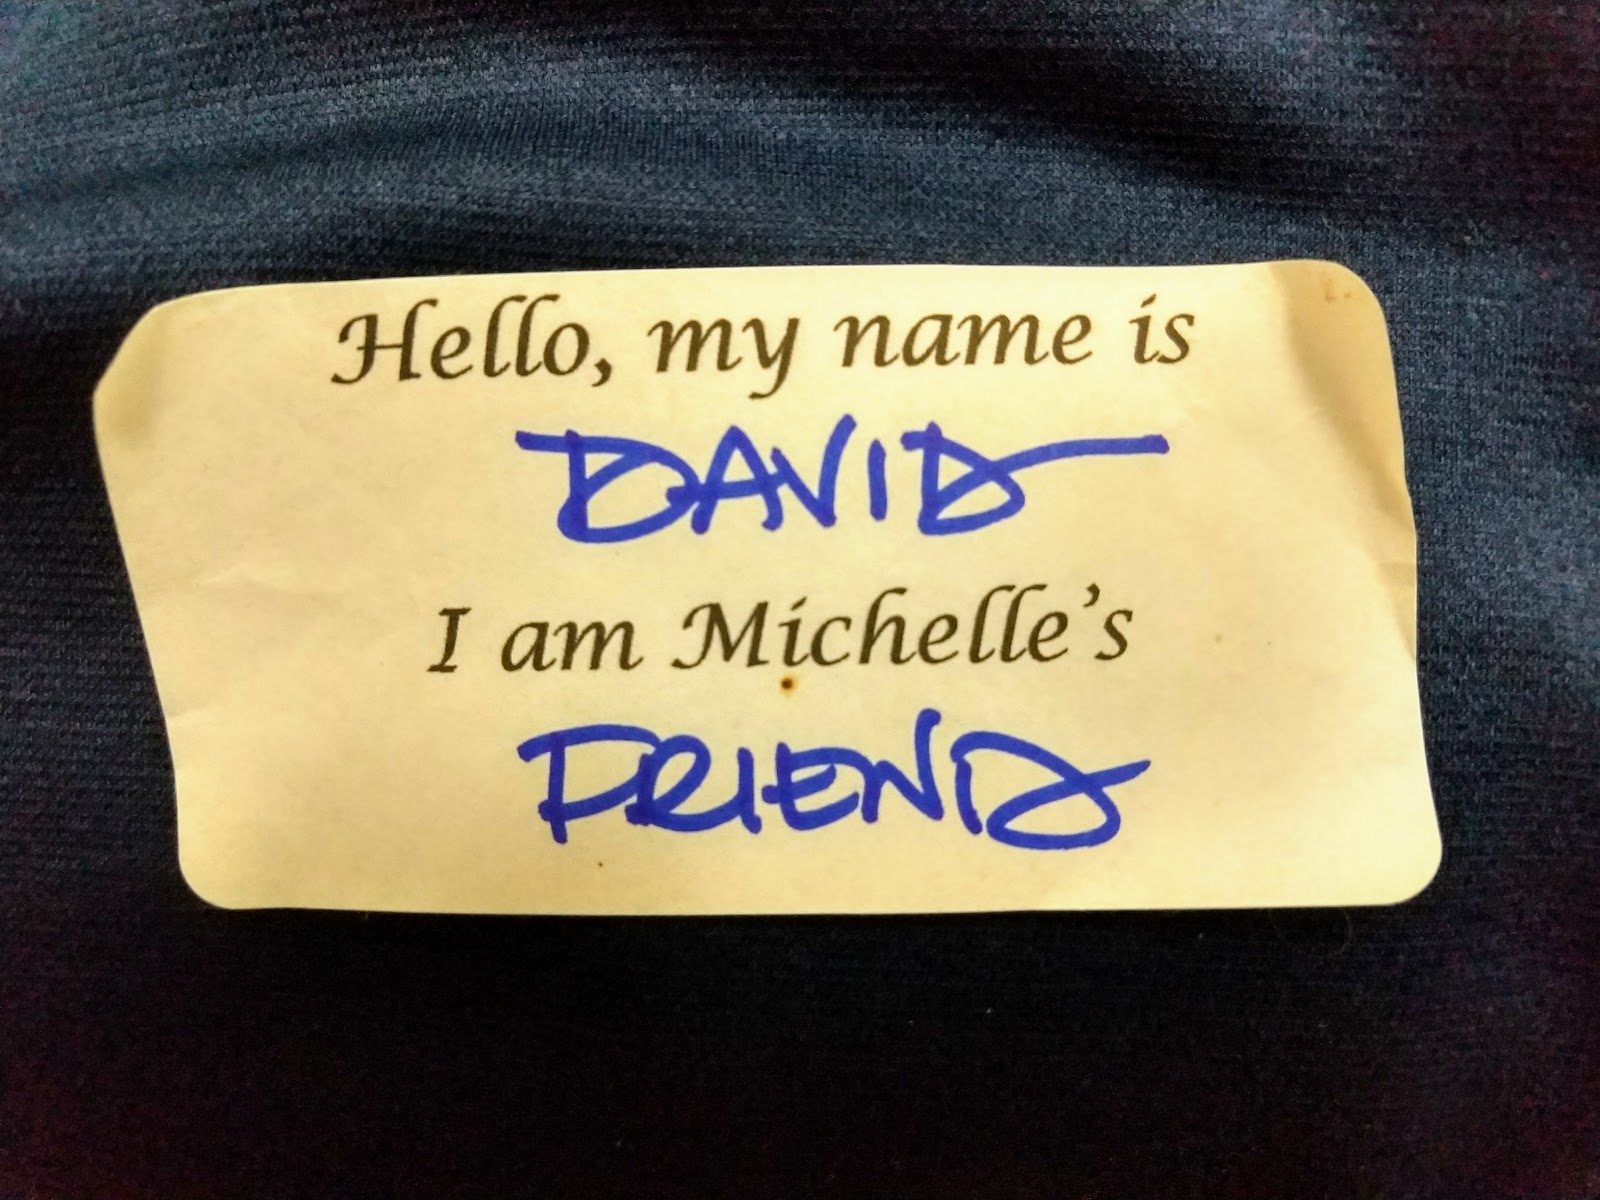 Hello, my name is
DAVID
I am Michelle's
FRIEND